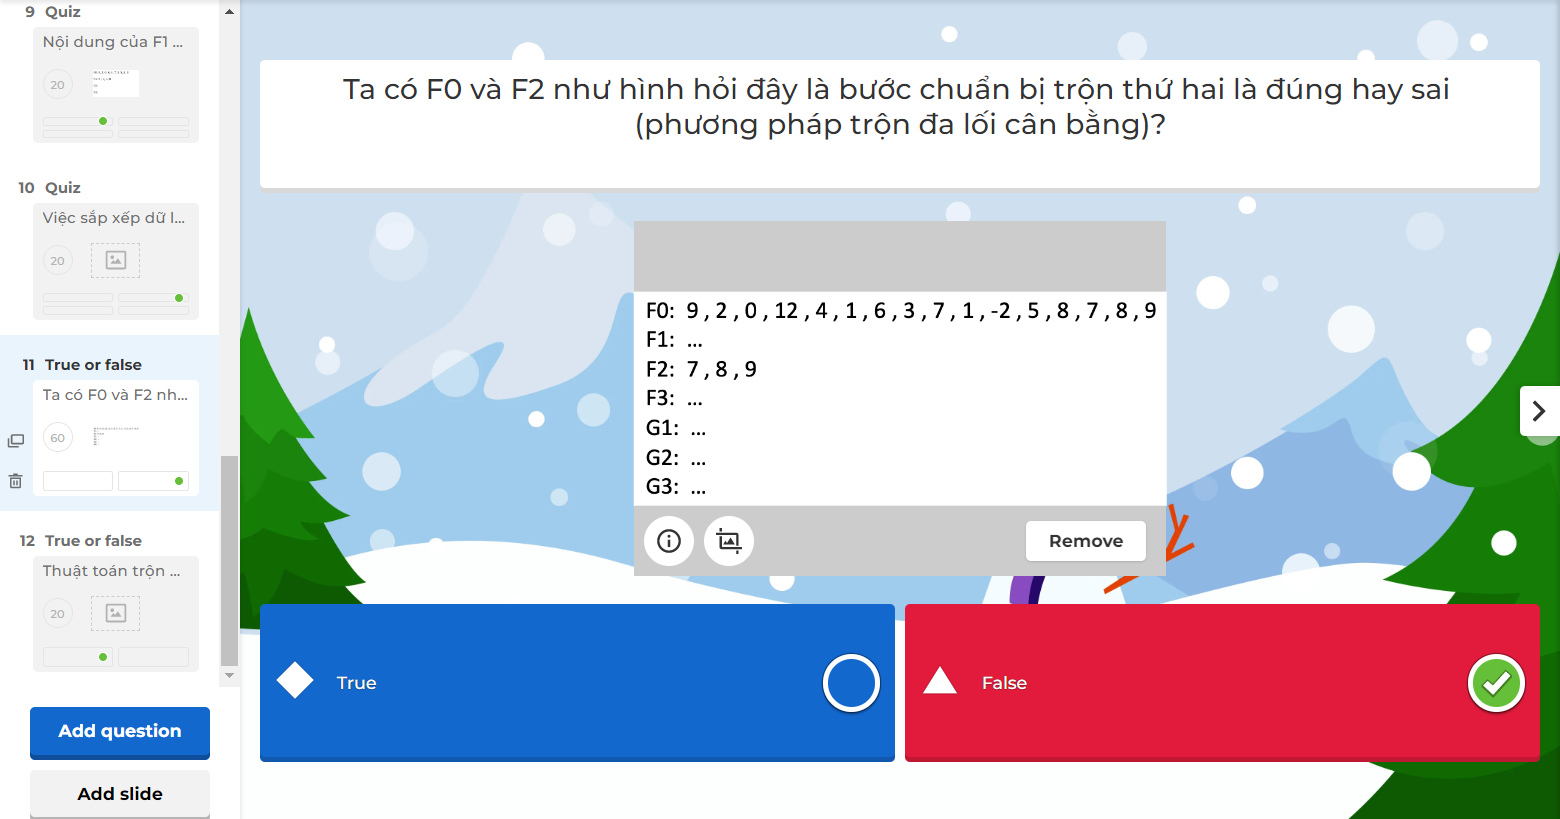 9 Quiz
Nội dung của F1 ...
20
10 Quiz
Việc sắp xếp dữ l...
20
11 True or false
Ta có F0 và F2 nh...
60
12 True or false
Thuật toán trộn ...
20
Add question
Add slide
Ta có F0 và F2 như hình hỏi đây là bước chuẩn bị trộn thứ hai là đúng hay sai
(phương pháp trộn đa lối cân bằng)?
F0: 9 , 2 , 0 , 12 , 4 , 1 , 6 , 3 , 7 , 1 , -2 , 5 , 8 , 7 , 8 , 9
F1: ...
F2: 7 , 8 , 9
F3: ...
G1: ...
G2: ...
G3: ...
Remove
True
False